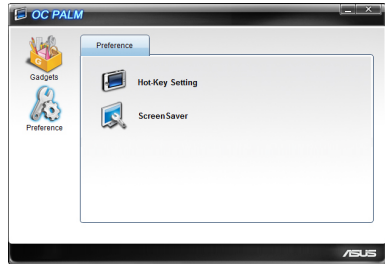 OC PALM
Preference
Gadgets
Hot-Key Setting
ScreenSaver
Preference
ASUS